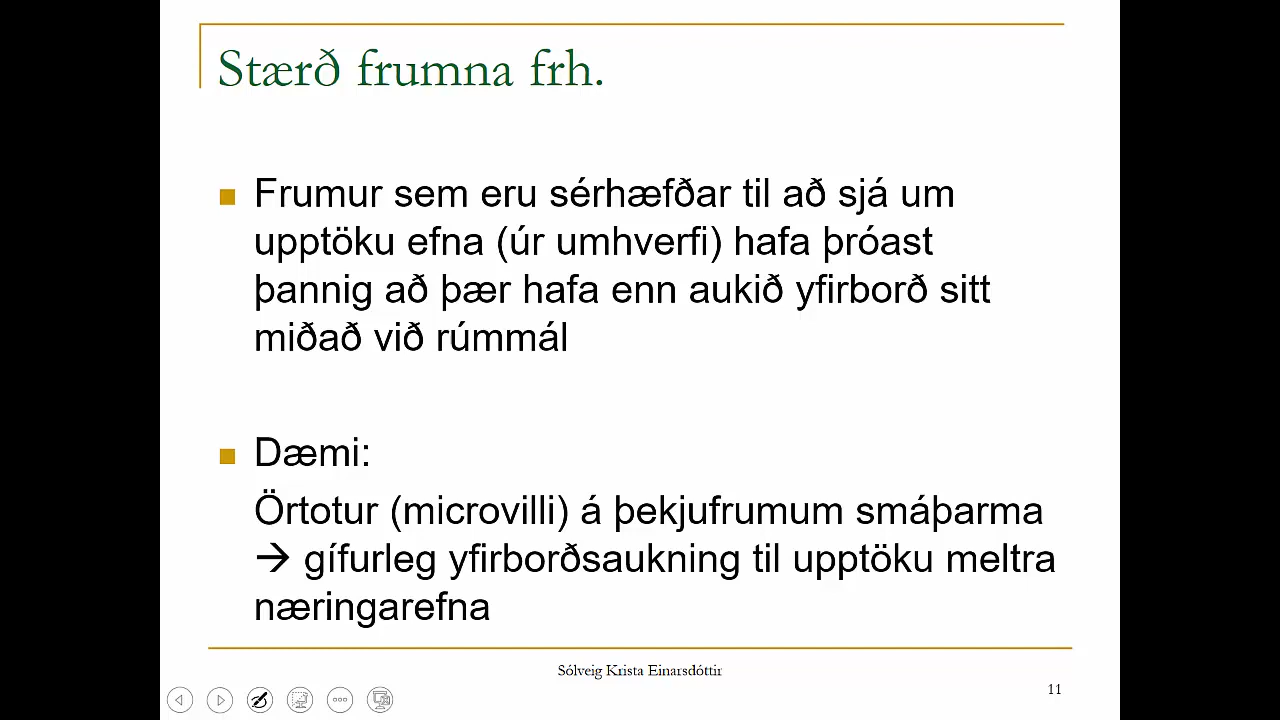 Stærð frumna frh.
Frumur sem eru sérhæfðar til að sjá um
upptöku efna (úr umhverfi) hafa þróast
þannig að þær hafa enn aukið yfirborð sitt
miðað við rúmmál
Dæmi:
Örtotur (microvilli) á þekjufrumum smáþarma
→ gífurleg yfirborðsaukning til upptöku meltra
næringarefna
Sólveig Krista Einarsdóttir
11